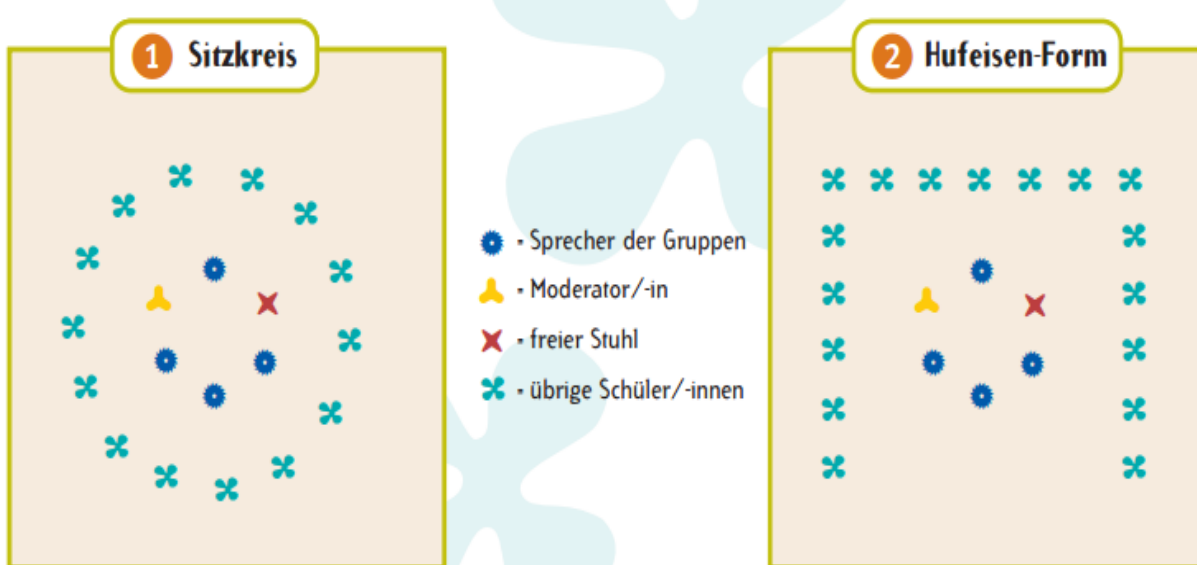 1 Sitzkreis
2 Hufeisen-Form
- Sprecher der Gruppen
- Moderator/-in
- freier Stuhl
- übrige Schüler/-innen